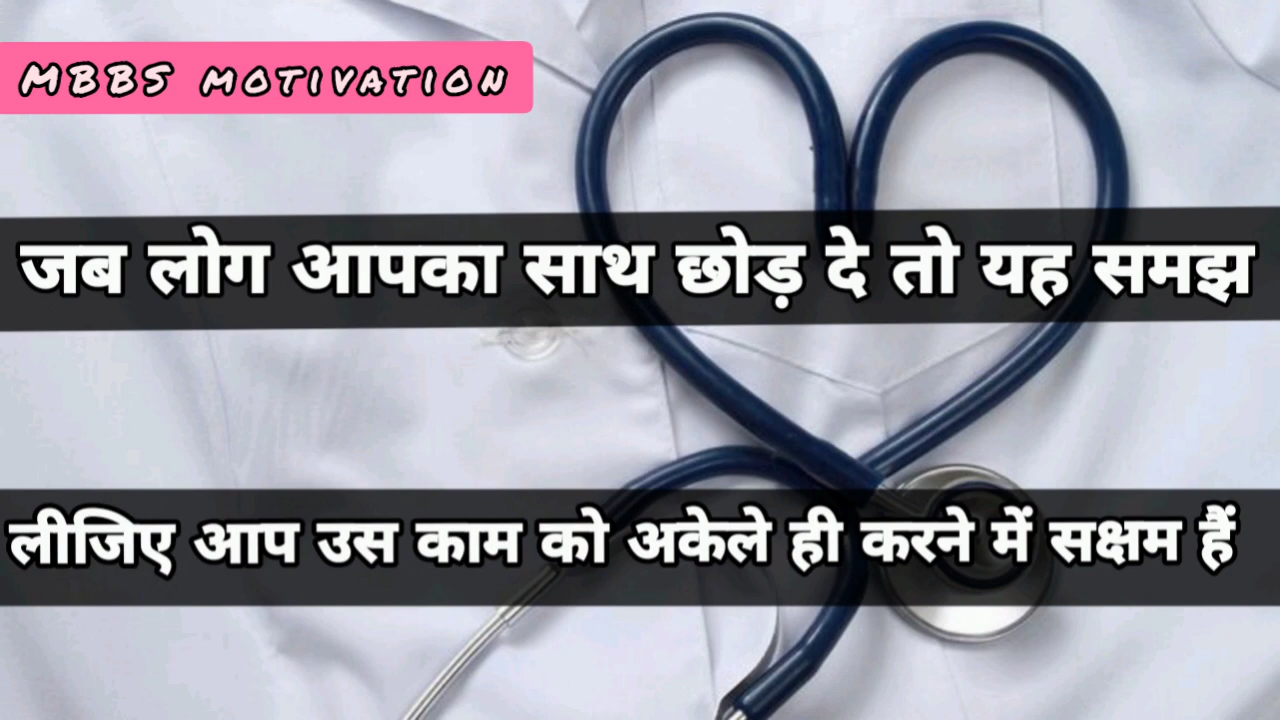 MBBS MOTIVATION
जब लोग आपका साथ छोड़ दे तो यह समझ
लीजिए आप उस काम को अकेले ही करने में सक्षम हैं